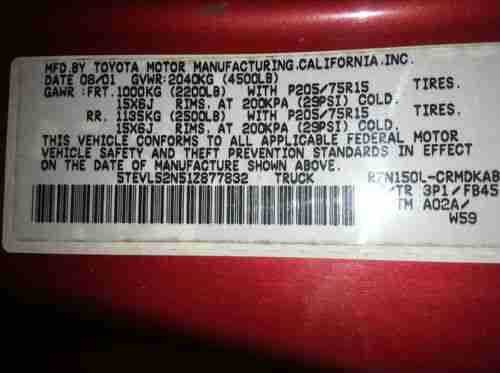 MFD.BY TOYOTA MOTOR MANUFACTURING.CALIFORNIA.INC.
DATE 08/01 GVWR:2040KG (4500LB)
GAWR :FRT. 1000KG (2200LB) WITH P205/75R15 TIRES.
15X6J RIMS. AT 200KPA (29PSI) COLD.
RR. 1135KG (2500LB) WITH P205/75R15 TIRES.
15X6J RIMS. AT 200KPA (29PSI) COLD.
THIS VEHICLE CONFORMS TO ALL APPLICABLE FEDERAL MOTOR
VEHICLE SAFETY AND THEFT PREVENTION STANDARDS IN EFFECT
ON THE DATE OF MANUFACTURE SHOWN ABOVE.
5TEVL52N51Z877832 TRUCK RZN150L-CRMDKAB
/TR 3P1/FB45
TM A02A/
W59